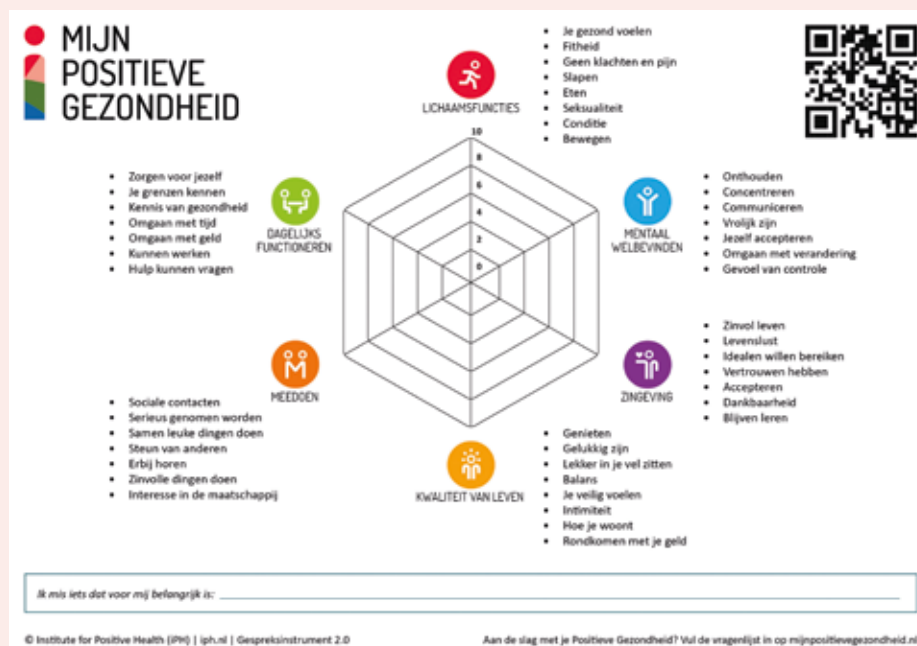 MIJN
POSITIEVE
GEZONDHEID
LICHAAMSFUNCTIES
• Je gezond voelen
• Fitheid
• Geen klachten en pijn
• Slapen
• Eten
• Seksualiteit
• Conditie
• Bewegen
10
8
6
4
2
0
• Zorgen voor jezelf
• Je grenzen kennen
• Kennis van gezondheid
• Omgaan met tijd
• Omgaan met geld
• Kunnen werken
• Hulp kunnen vragen
DAGELIJKS
FUNCTIONEREN
MENTAAL
WELBEVINDEN
• Onthouden
• Concentreren
• Communiceren
• Vrolijk zijn
• Jezelf accepteren
• Omgaan met verandering
• Gevoel van controle
MEEDOEN
• Sociale contacten
• Serieus genomen worden
• Samen leuke dingen doen
• Steun van anderen
• Erbij horen
• Zinvolle dingen doen
• Interesse in de maatschappij
ZINGEVING
• Zinvol leven
• Levenslust
• Idealen willen bereiken
• Vertrouwen hebben
• Accepteren
• Dankbaarheid
• Blijven leren
KWALITEIT VAN LEVEN
• Genieten
• Gelukkig zijn
• Lekker in je vel zitten
• Balans
• Je veilig voelen
• Intimiteit
• Hoe je woont
• Rondkomen met je geld
Ik mis iets dat voor mij belangrijk is:
© Institute for Positive Health (iPH) | iph.nl | Gespreksinstrument 2.0
Aan de slag met je Positieve Gezondheid? Vul de vragenlijst in op mijnpositievegezondheid.nl